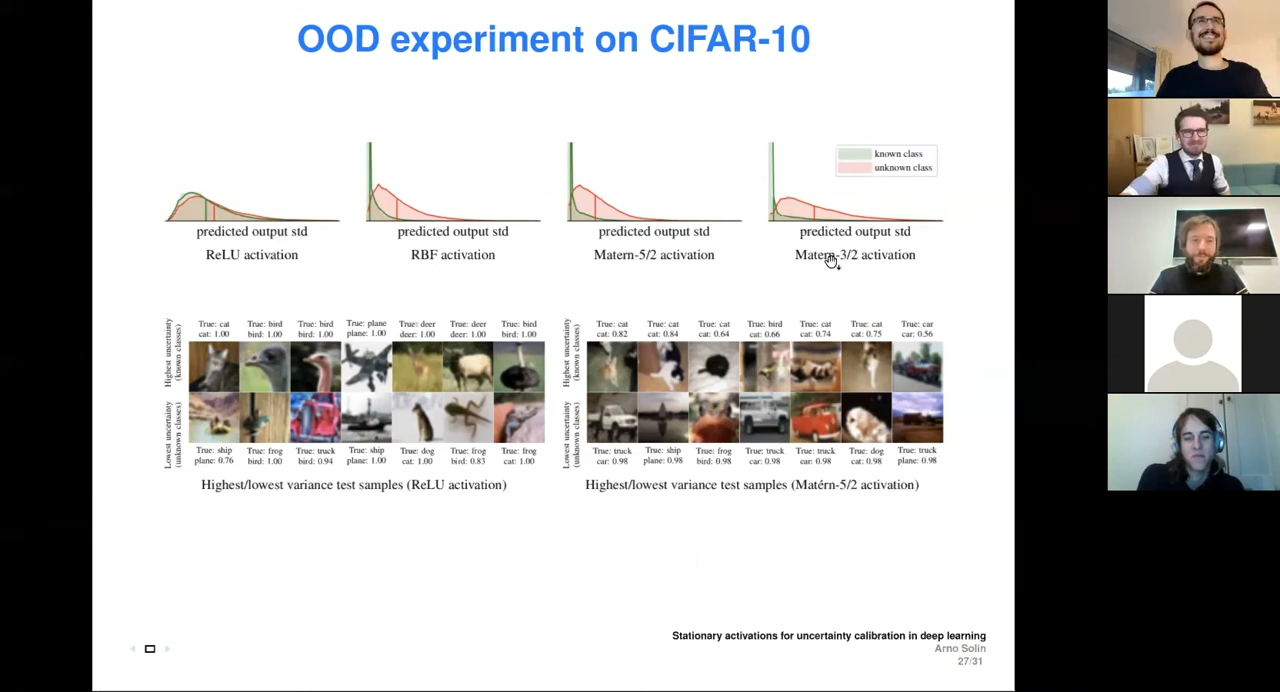 OOD experiment on CIFAR-10
known class
unknown class
predicted output std
predicted output std
predicted output std
predicted output std
ReLU activation
RBF activation
Matern-5/2 activation
Matern-3/2 activation
Highest uncertainty
(known classes)
True: cat
cat: 1.00
True: bird
bird: 1.00
True: bird
bird: 1.00
True: plane
plane: 1.00
True: deer
deer: 1.00
True: deer
deer: 1.00
True: bird
bird: 1.00
Lowest uncertainty
(unknown classes)
True: ship
plane: 0.76
True: frog
bird: 1.00
True: truck
bird: 0.94
True: ship
plane: 1.00
True: dog
cat: 1.00
True: frog
bird: 0.83
True: frog
cat: 1.00
Highest/lowest variance test samples (ReLU activation)
Highest uncertainty
(known classes)
True: cat
cat: 0.82
True: cat
cat: 0.84
True: cat
cat: 0.64
True: bird
bird: 0.66
True: cat
cat: 0.74
True: cat
cat: 0.75
True: car
car: 0.56
Lowest uncertainty
(unknown classes)
True: truck
car: 0.98
True: ship
plane: 0.98
True: frog
bird: 0.98
True: truck
car: 0.98
True: truck
car: 0.98
True: dog
cat: 0.98
True: truck
plane: 0.98
Highest/lowest variance test samples (Matérn-5/2 activation)
Stationary activations for uncertainty calibration in deep learning
Arno Solin
27/31